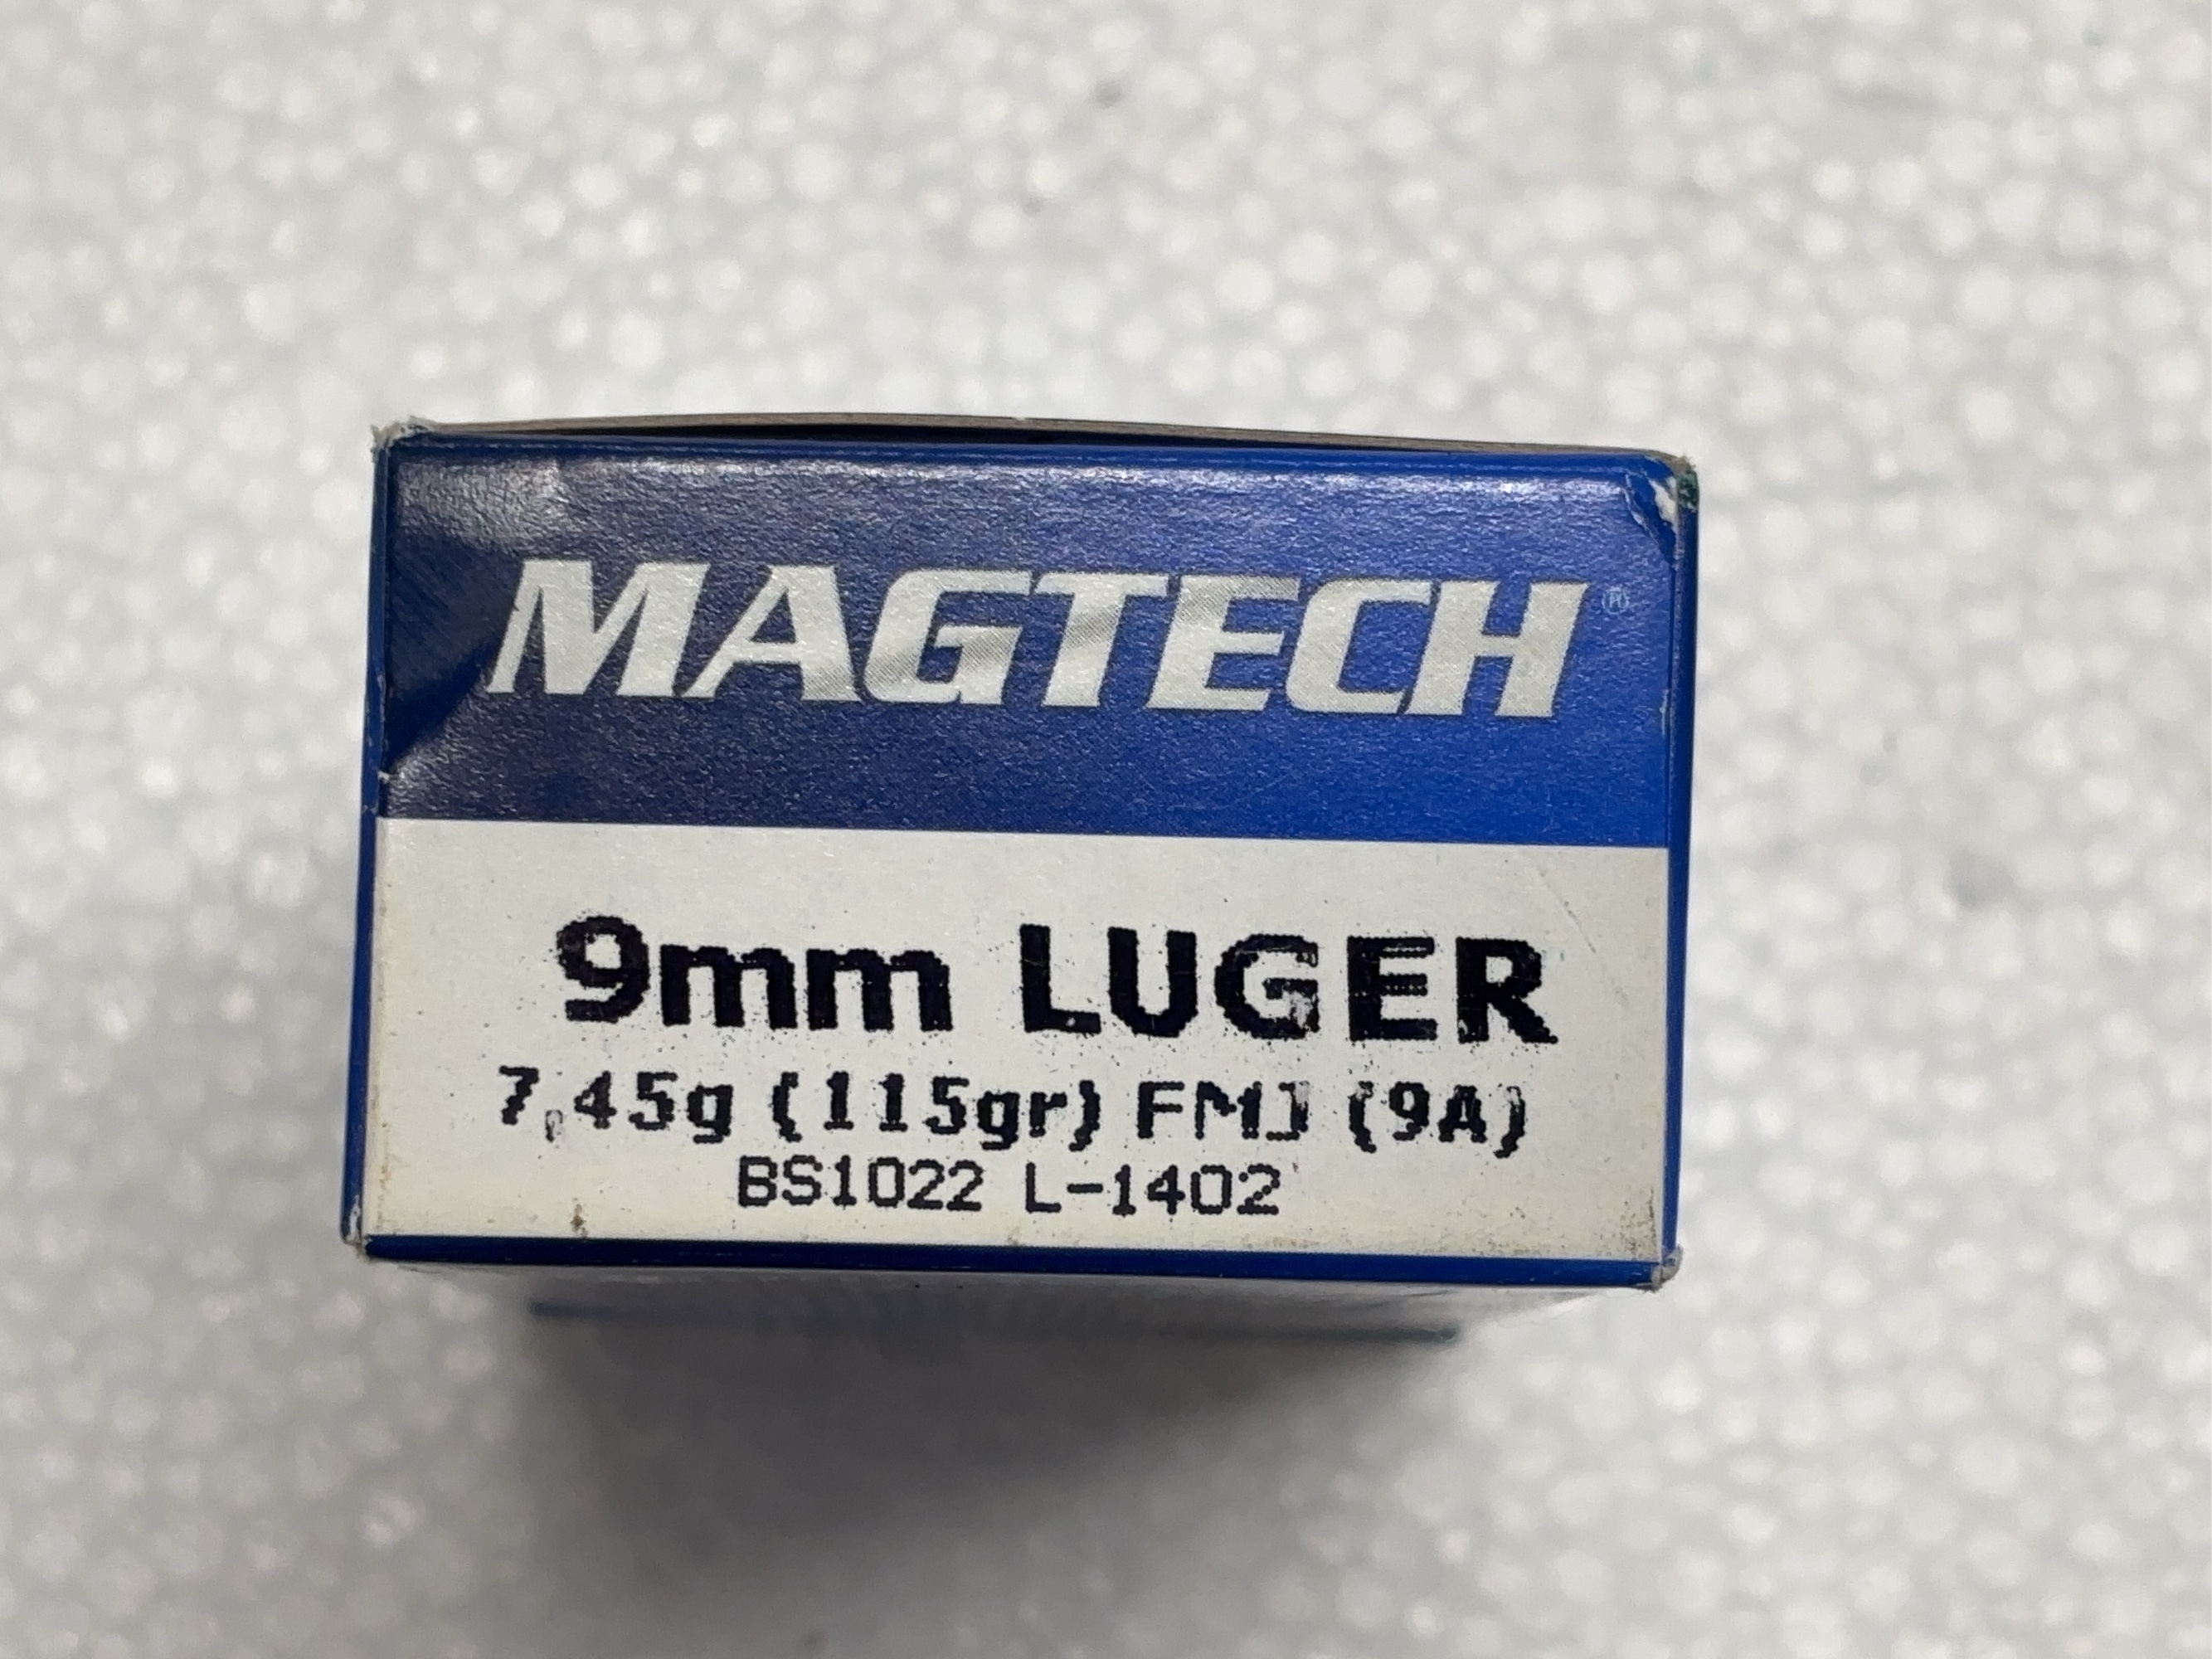 MAGTECH®
9mm LUGER
7,45g (115gr) FMJ (9A)
BS1022 L-1402